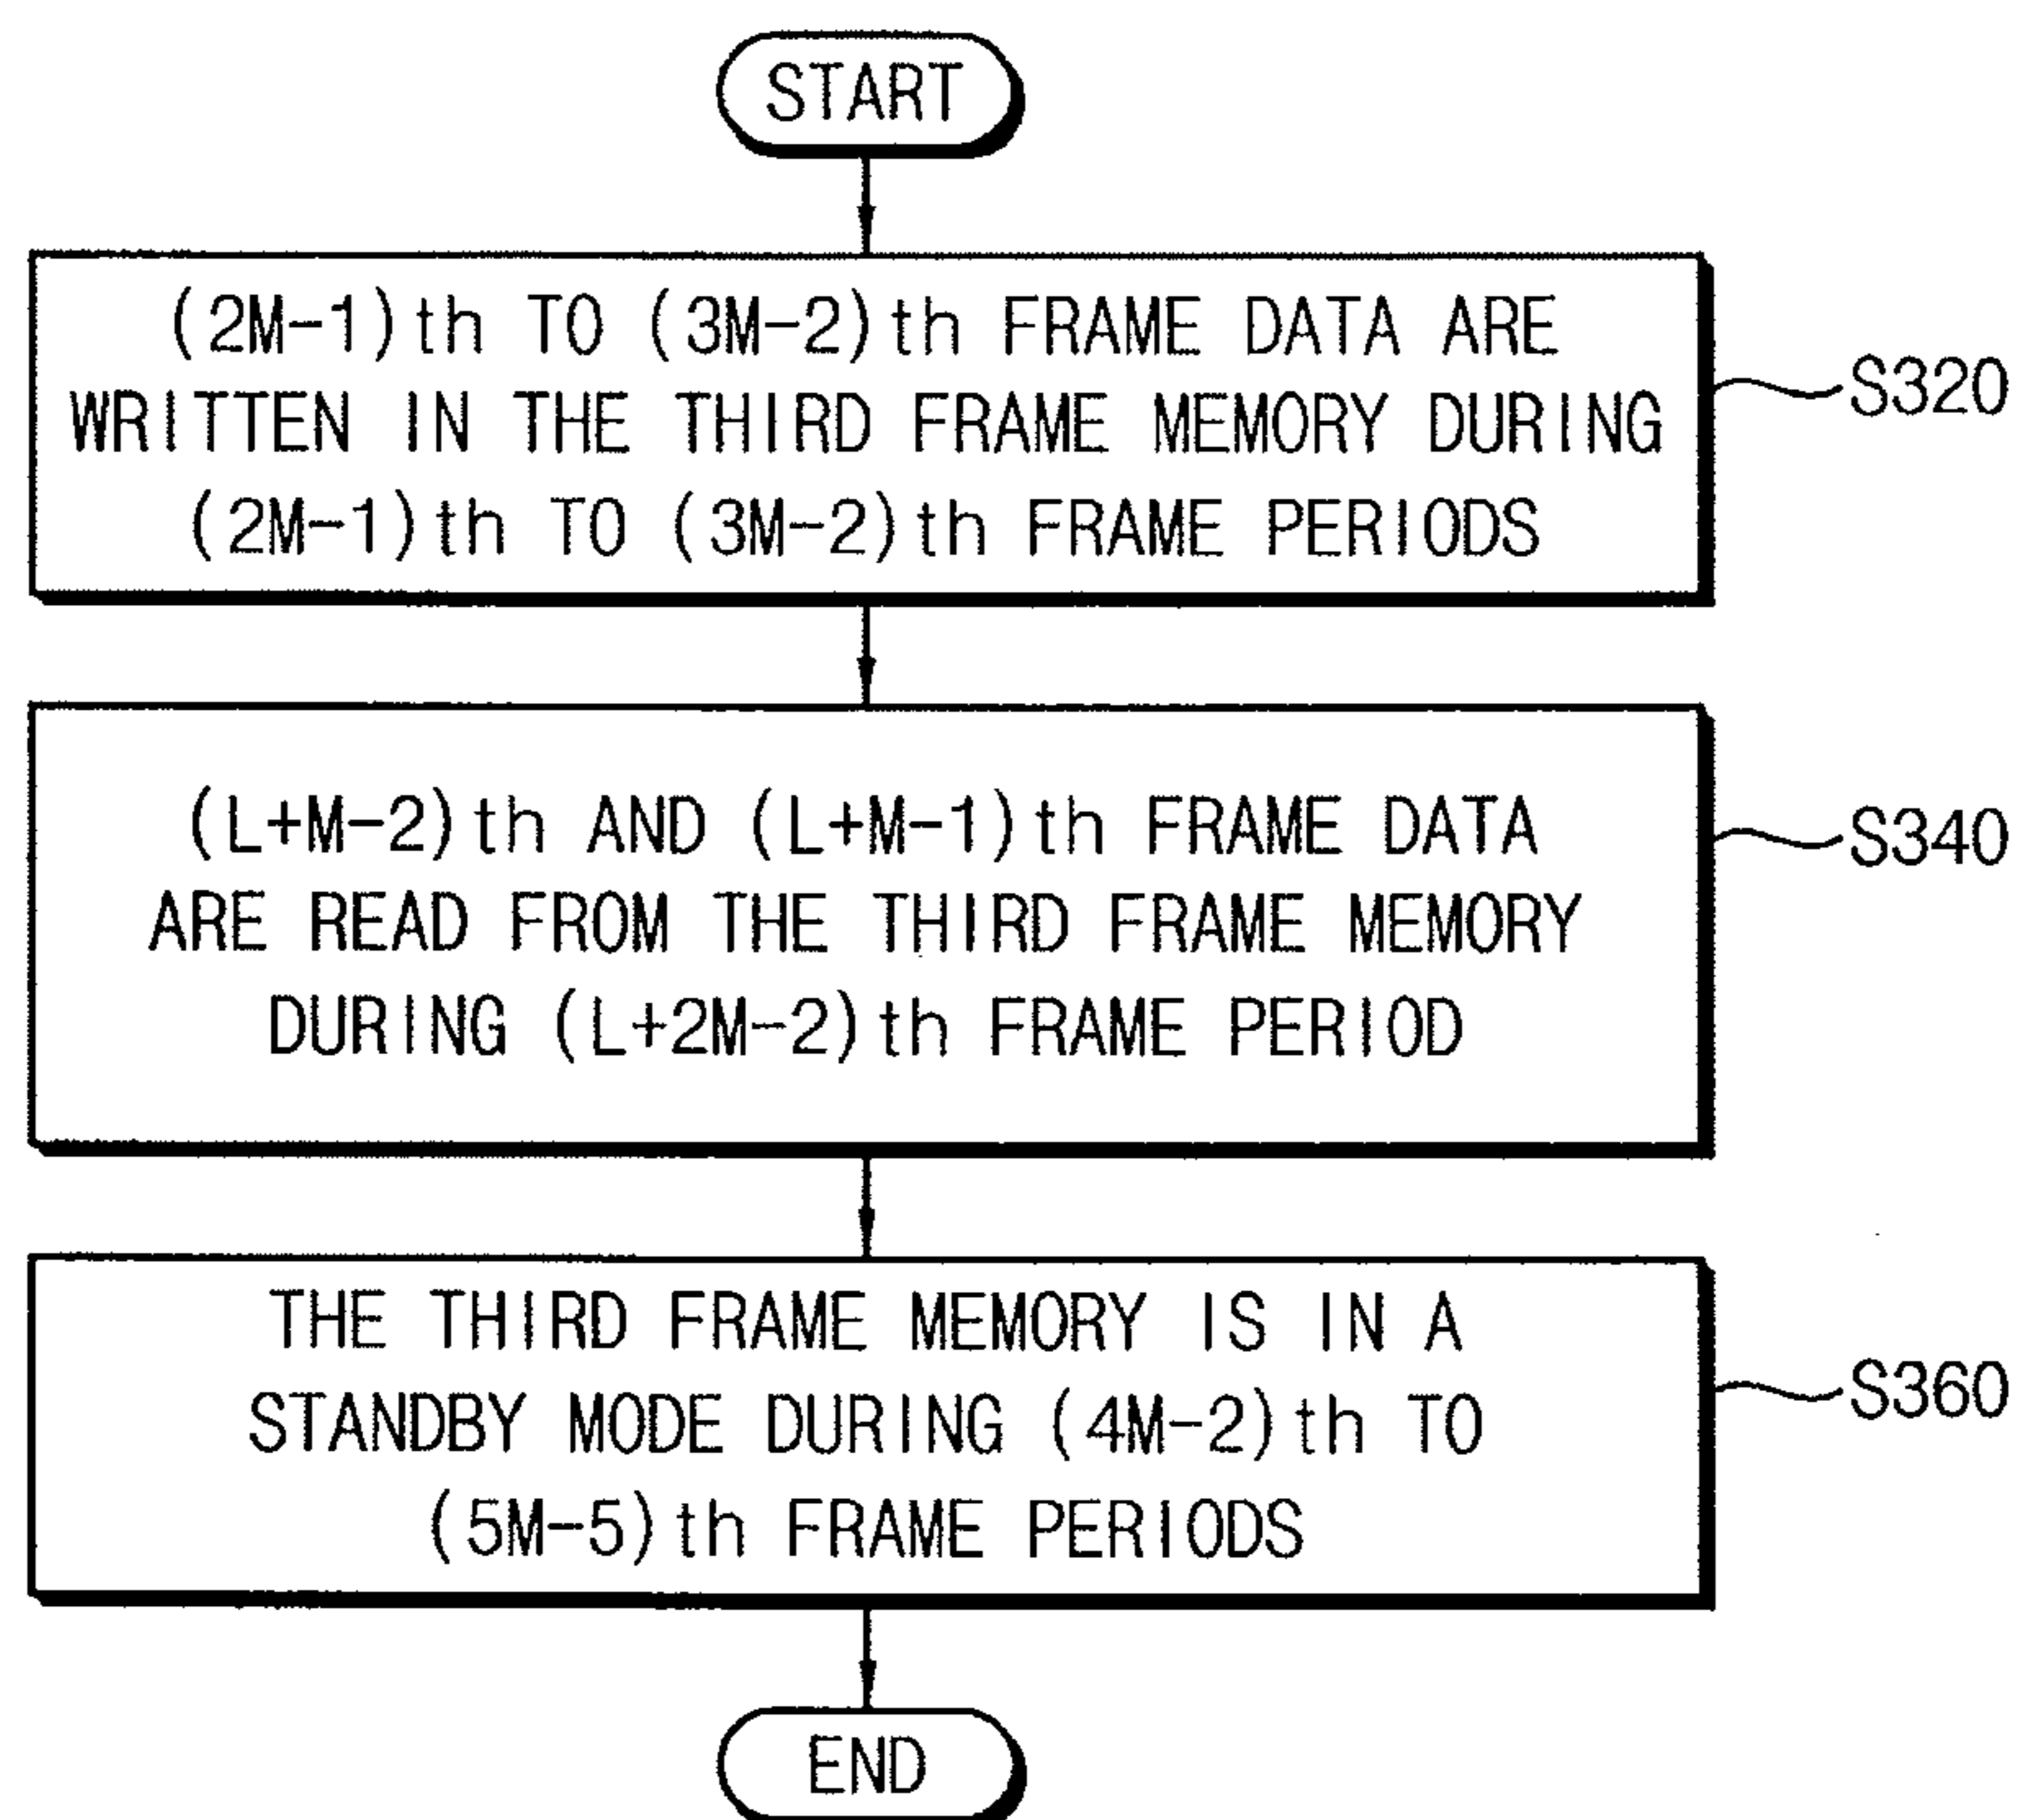 START
(2M-1)th TO (3M-2)th FRAME DATA ARE
WRITTEN IN THE THIRD FRAME MEMORY DURING
(2M-1)th TO (3M-2)th FRAME PERIODS
S320
(L+M-2)th AND (L+M-1)th FRAME DATA
ARE READ FROM THE THIRD FRAME MEMORY
DURING (L+2M-2)th FRAME PERIOD
S340
THE THIRD FRAME MEMORY IS IN A
STANDBY MODE DURING (4M-2)th TO
(5M-5)th FRAME PERIODS
S360
END